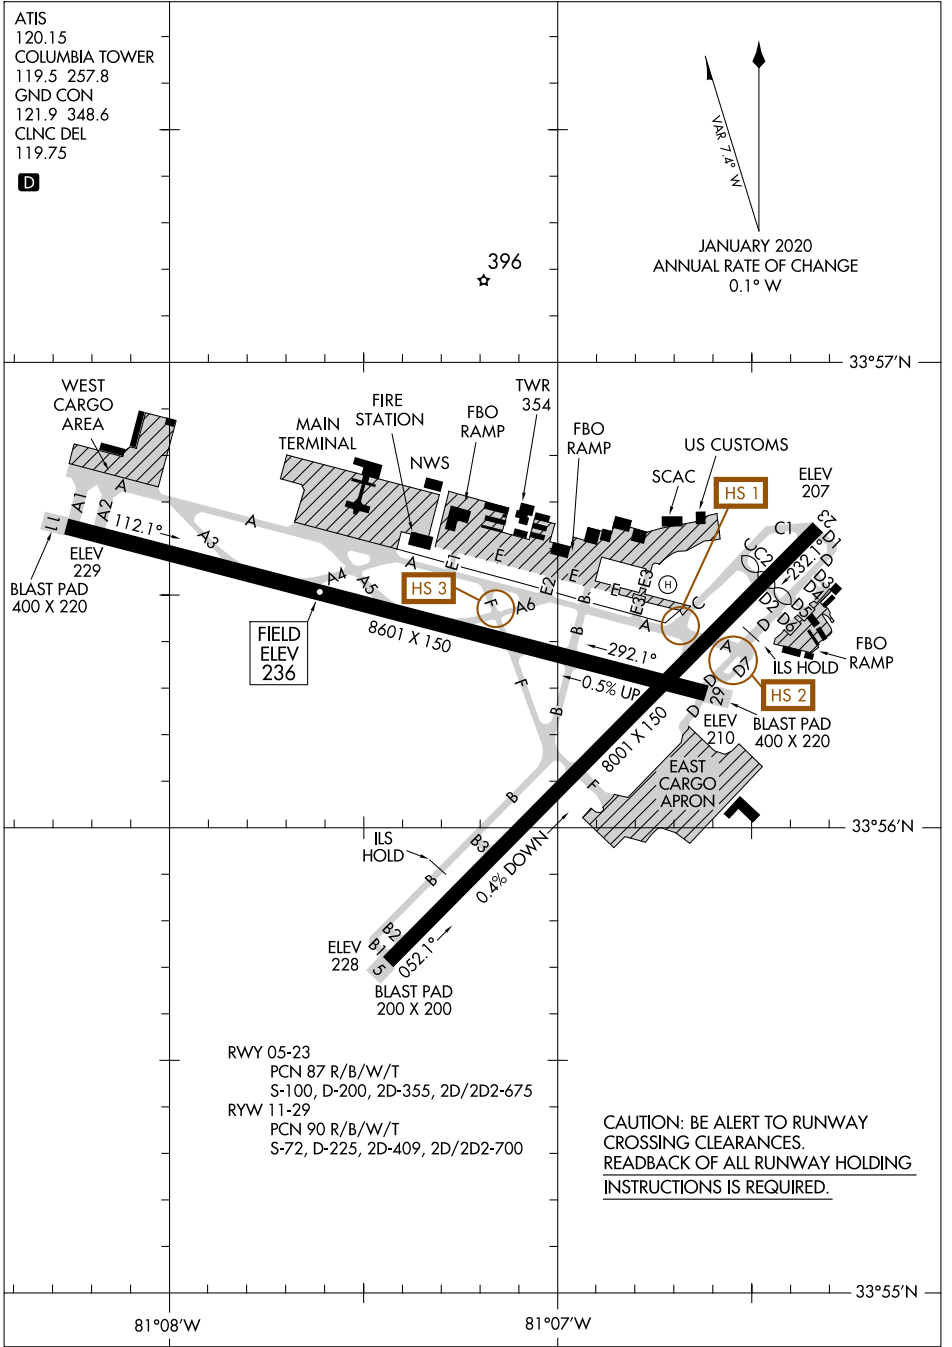 ATIS
120.15
COLUMBIA TOWER
119.5 257.8
GND CON
121.9 348.6
CLNC DEL
119.75
D
VAR 7.4° W
JANUARY 2020
ANNUAL RATE OF CHANGE
0.1° W
396
33°57'N
WEST
CARGO
AREA
MAIN
TERMINAL
FIRE
STATION
NWS
FBO
RAMP
TWR
354
FBO
RAMP
SCAC
US CUSTOMS
HS 1
ELEV
207
23
A1
A2
A
11
112.1°
ELEV
229
BLAST PAD
400 X 220
A
A3
A4
A5
A
E1
E
E2
E
E
E3
E3
H
HS 3
F
A6
B
A
C
C
C2
C1
D1
232.1°
D
D3
D4
D5
D2
D6
D
ILS HOLD
FBO
RAMP
A
D7
D
HS 2
FIELD
ELEV
236
8601 X 150
292.1°
0.5% UP
29
D
ELEV
210
BLAST PAD
400 X 220
F
B
8001 X 150
EAST
CARGO
APRON
F
B
33°56'N
ILS
HOLD
B3
B
0.4% DOWN
B2
B1
5
052.1°
ELEV
228
BLAST PAD
200 X 200
RWY 05-23
PCN 87 R/B/W/T
S-100, D-200, 2D-355, 2D/2D2-675
RYW 11-29
PCN 90 R/B/W/T
S-72, D-225, 2D-409, 2D/2D2-700
CAUTION: BE ALERT TO RUNWAY
CROSSING CLEARANCES.
READBACK OF ALL RUNWAY HOLDING
INSTRUCTIONS IS REQUIRED.
33°55'N
81°08'W
81°07'W